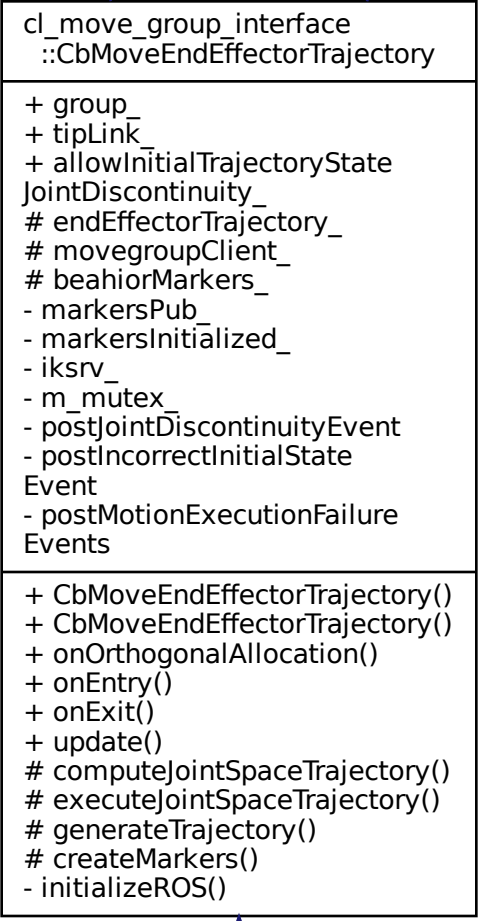 cl_move_group_interface
::CbMoveEndEffectorTrajectory
+ group_
+ tipLink_
+ allowInitialTrajectoryState
JointDiscontinuity_
# endEffectorTrajectory_
# movegroupClient_
# beahiorMarkers_
- markersPub_
- markersInitialized_
- iksrv_
- m_mutex_
- postJointDiscontinuityEvent
- postIncorrectInitialState
Event
- postMotionExecutionFailure
Events
+ CbMoveEndEffectorTrajectory()
+ CbMoveEndEffectorTrajectory()
+ onOrthogonalAllocation()
+ onEntry()
+ onExit()
+ update()
# computeJointSpaceTrajectory()
# executeJointSpaceTrajectory()
# generateTrajectory()
# createMarkers()
- initializeROS()